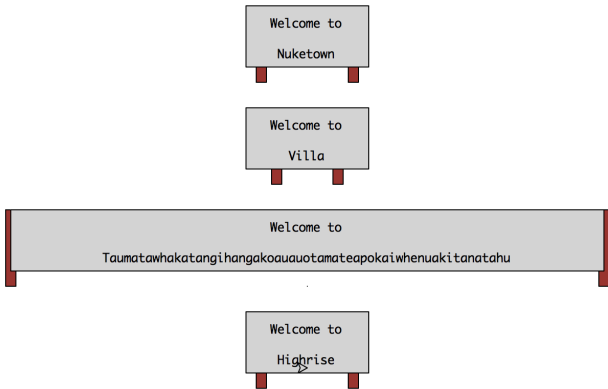 Welcome to
Nuketown
Welcome to
Villa
Welcome to
Taumatawhakatangihangakoauauotamateapokaiwhenuakitanatahu
Welcome to
Highrise